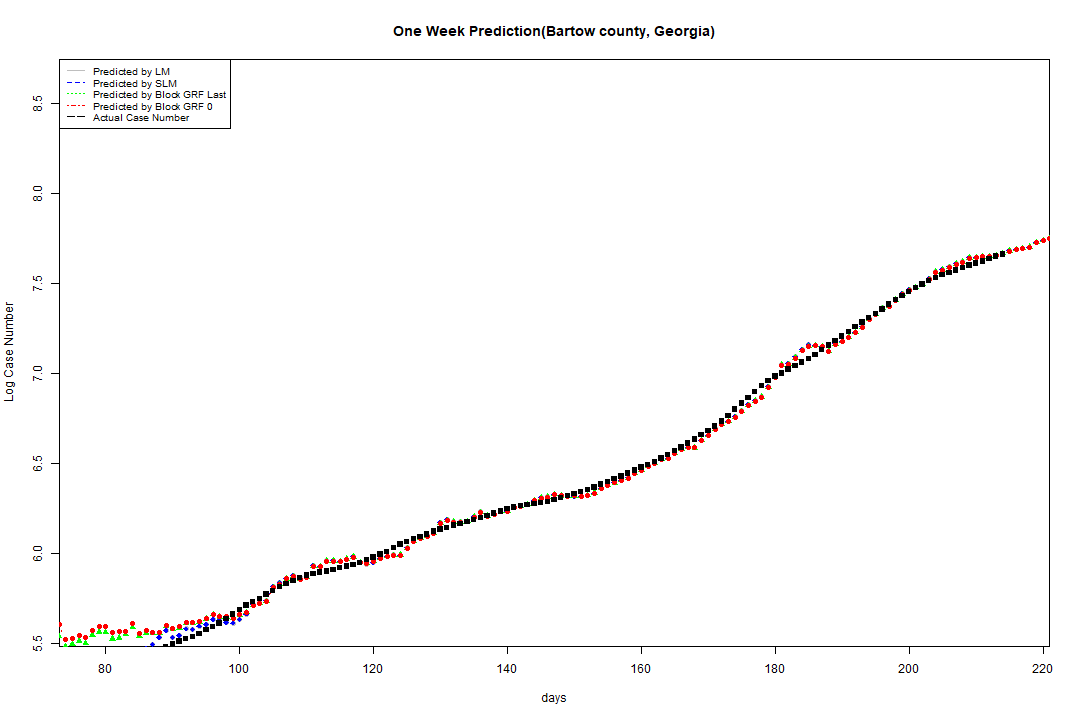 One Week Prediction(Bartow county, Georgia)
Predicted by LM
Predicted by SLM
Predicted by Block GRF Last
Predicted by Block GRF 0
Actual Case Number
8.5
8.0
7.5
7.0
6.5
6.0
5.5
Log Case Number
80 100 120 140 160 180 200 220
days